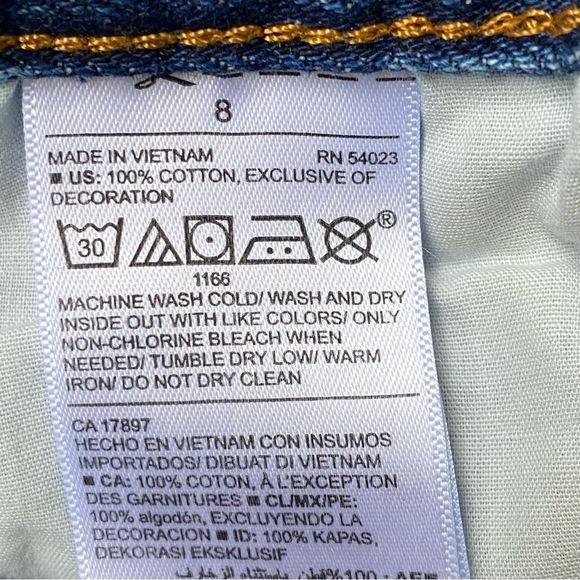 8
MADE IN VIETNAM RN 54023
US: 100% COTTON, EXCLUSIVE OF
DECORATION
30 ®
1166
MACHINE WASH COLD/ WASH AND DRY
INSIDE OUT WITH LIKE COLORS/ ONLY
NON-CHLORINE BLEACH WHEN
NEEDED/ TUMBLE DRY LOW/ WARM
IRON/ DO NOT DRY CLEAN
CA 17897
HECHO EN VIETNAM CON INSUMOS
IMPORTADOS/ DIBUAT DI VIETNAM
CA: 100% COTON, À L'EXCEPTION
DES GARNITURES ■ CL/MX/PE:
100% algodón, EXCLUYENDO LA
DECORACION ■ ID: 100% KAPAS,
DEKORASI EKSKLUSIF